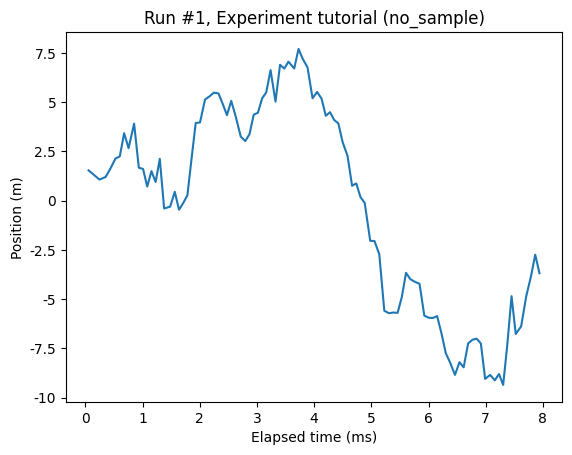 Run #1, Experiment tutorial (no_sample)
7.5
5
2.5
0
-2.5
-5
-7.5
-10
Position (m)
0 1 2 3 4 5 6 7 8
Elapsed time (ms)